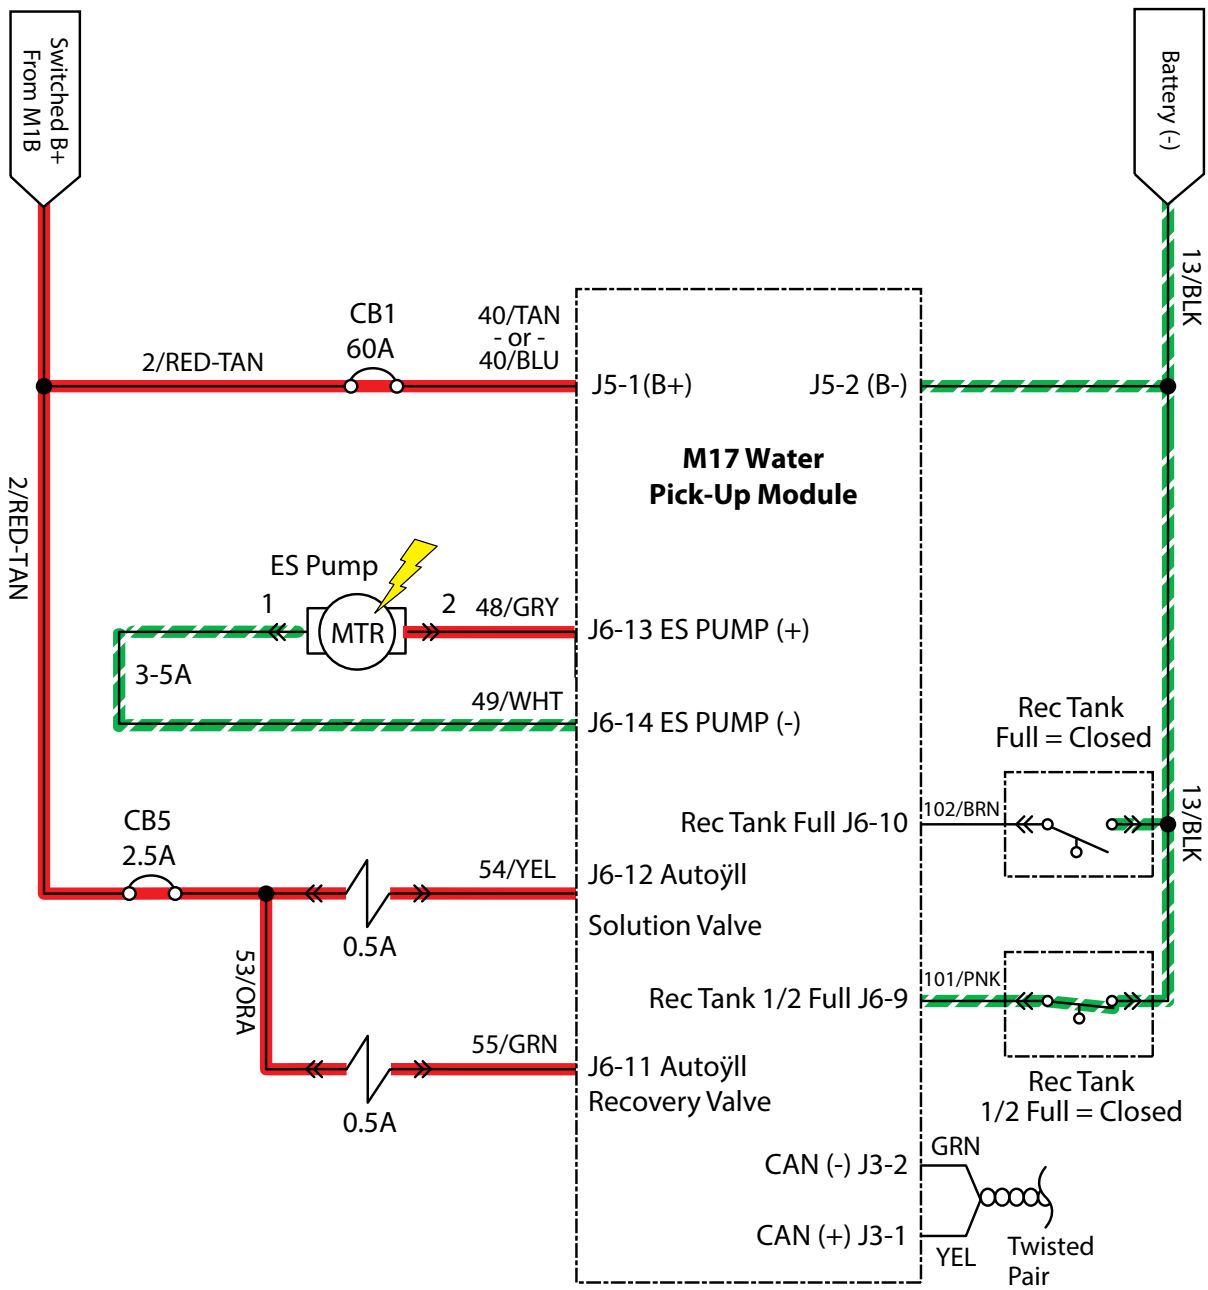 Switched B+
From M1B
Battery (-)
13/BLK
CB1
60A
2/RED-TAN
40/TAN
- or -
40/BLU
J5-1(B+)
J5-2 (B-)
M17 Water
Pick-Up Module
2/RED-TAN
ES Pump
1
2
48/GRY
MTR
J6-13 ES PUMP (+)
3-5A
49/WHT
J6-14 ES PUMP (-)
Rec Tank
Full = Closed
CB5
2.5A
Rec Tank Full J6-10
102/BRN
13/BLK
54/YEL
J6-12 Autoÿll
Solution Valve
0.5A
53/ORA
Rec Tank 1/2 Full J6-9
101/PNK
55/GRN
J6-11 Autoÿll
Recovery Valve
0.5A
Rec Tank
1/2 Full = Closed
CAN (-) J3-2
GRN
CAN (+) J3-1
YEL
Twisted
Pair